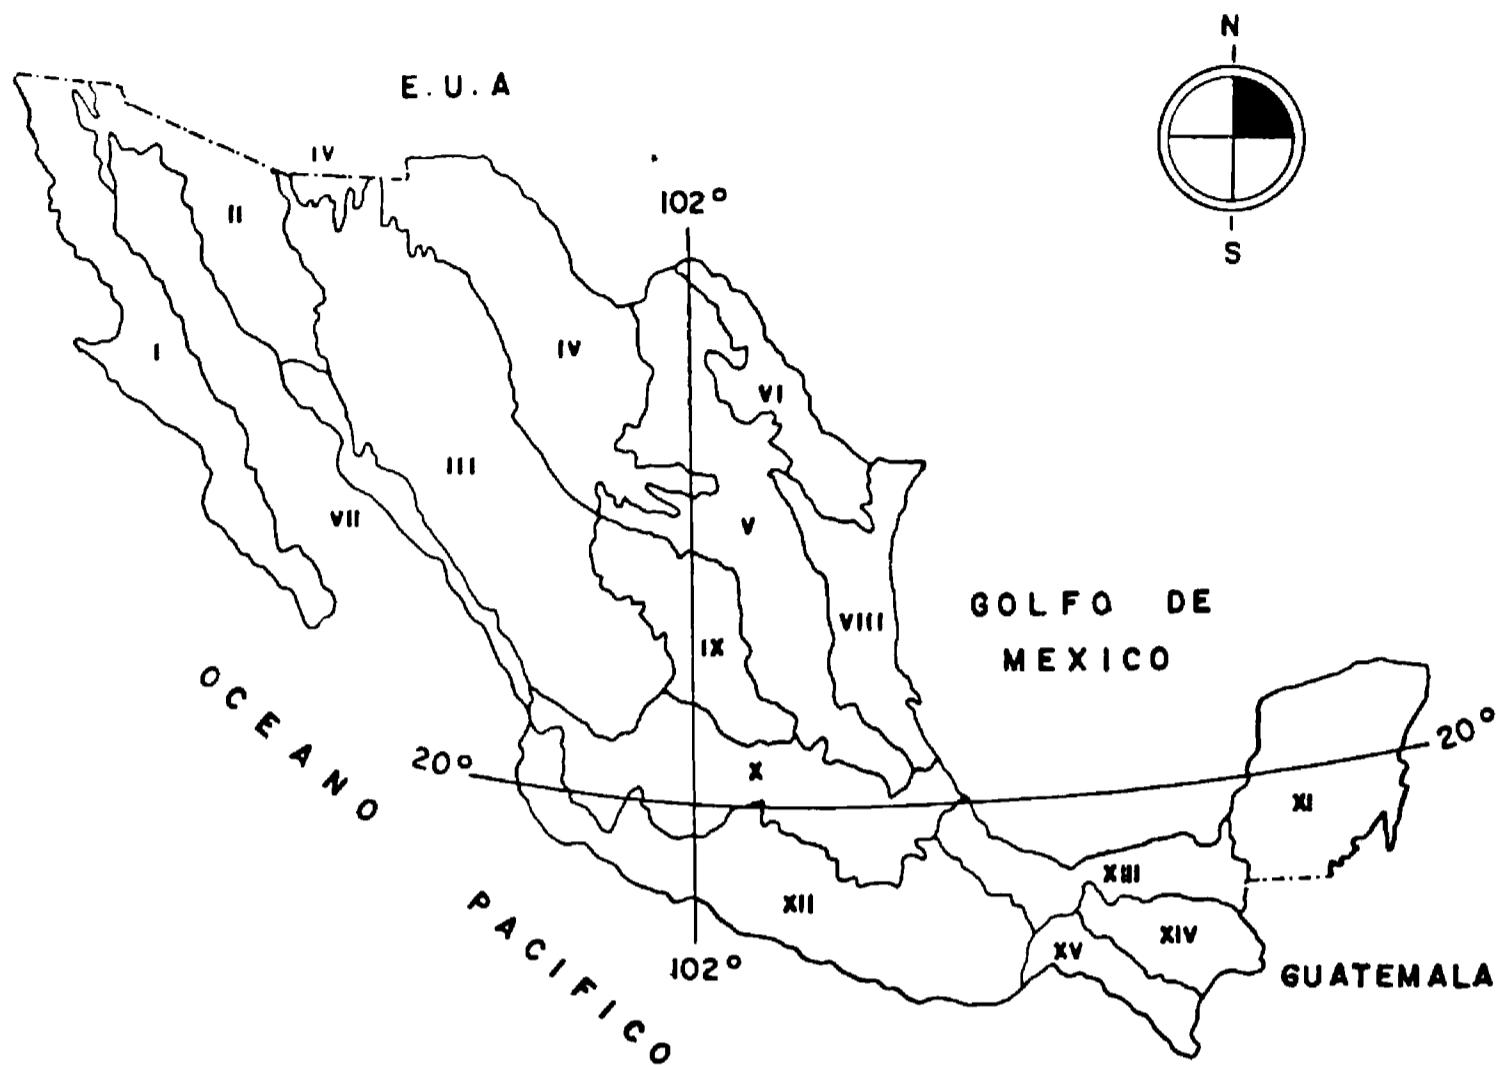 N
E.U.A
IV
102°
II
S
I
IV
VI
III
VII
V
VIII
GOLFO DE
MEXICO
IX
OCEANO
20°
20°
X
XI
XIII
XII
XIV
XV
PACIFICO
102°
GUATEMALA